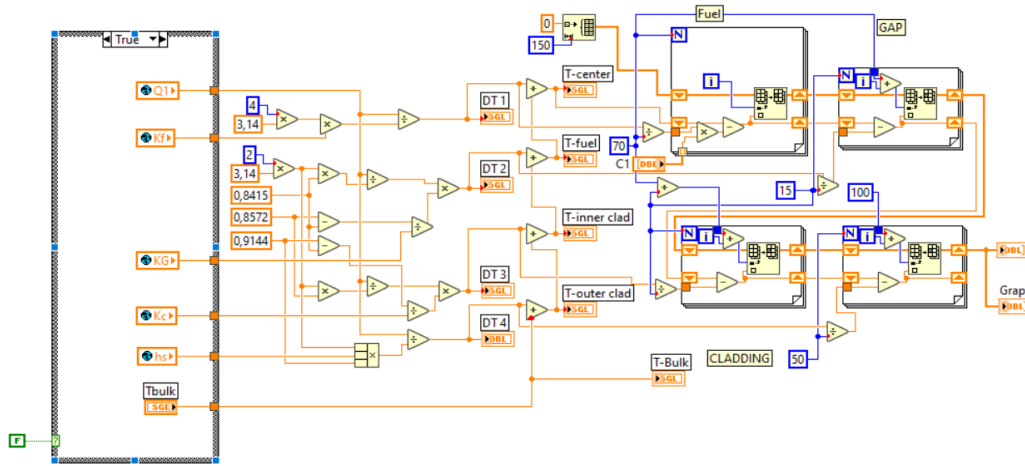 True
Q1
Kf
KG
Kc
hs
Tbulk
SGL
F
?
4
3,14
2
3,14
0,8415
0,8572
0,9144
DT 1
SGL
DT 2
SGL
DT 3
SGL
DT 4
DBL
T-center
SGL
T-fuel
SGL
T-inner clad
SGL
T-outer clad
SGL
T-Bulk
SGL
0
150
Fuel
N
i
70
C1
DBL
GAP
N
i
15
100
N
i
N
i
50
CLADDING
DBL
Grap
DBL